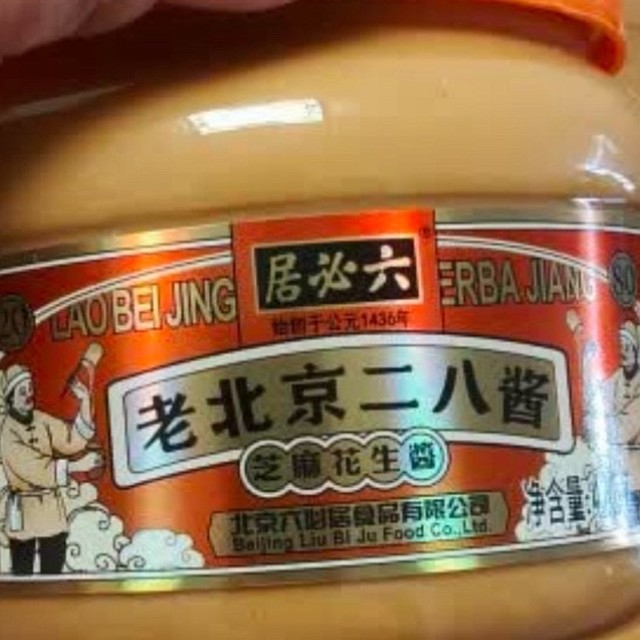 居必六
始创于公元1436年
LAO BEI JING ERBA JIANG
老北京二八酱
芝麻花生醬
北京六必居食品有限公司
Beijing Liu Bi Ju Food Co.,Ltd.
净含量